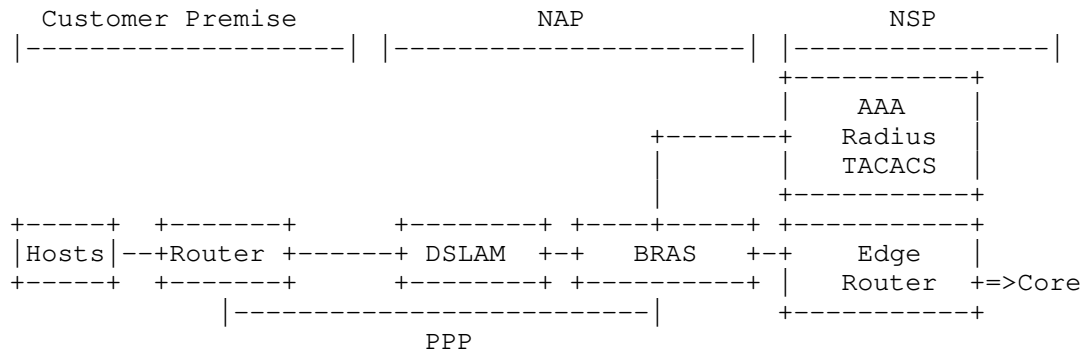 Customer Premise NAP NSP
AAA
Radius
TACACS
Hosts Router DSLAM BRAS Edge
Router =>Core
PPP